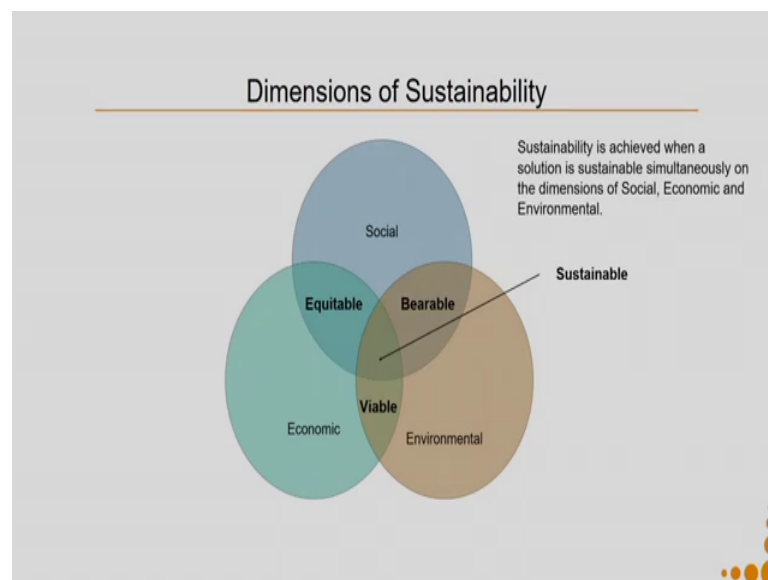 Dimensions of Sustainability
Sustainability is achieved when a
solution is sustainable simultaneously on
the dimensions of Social, Economic and
Environmental.
Social
Sustainable
Equitable
Bearable
Viable
Economic
Environmental